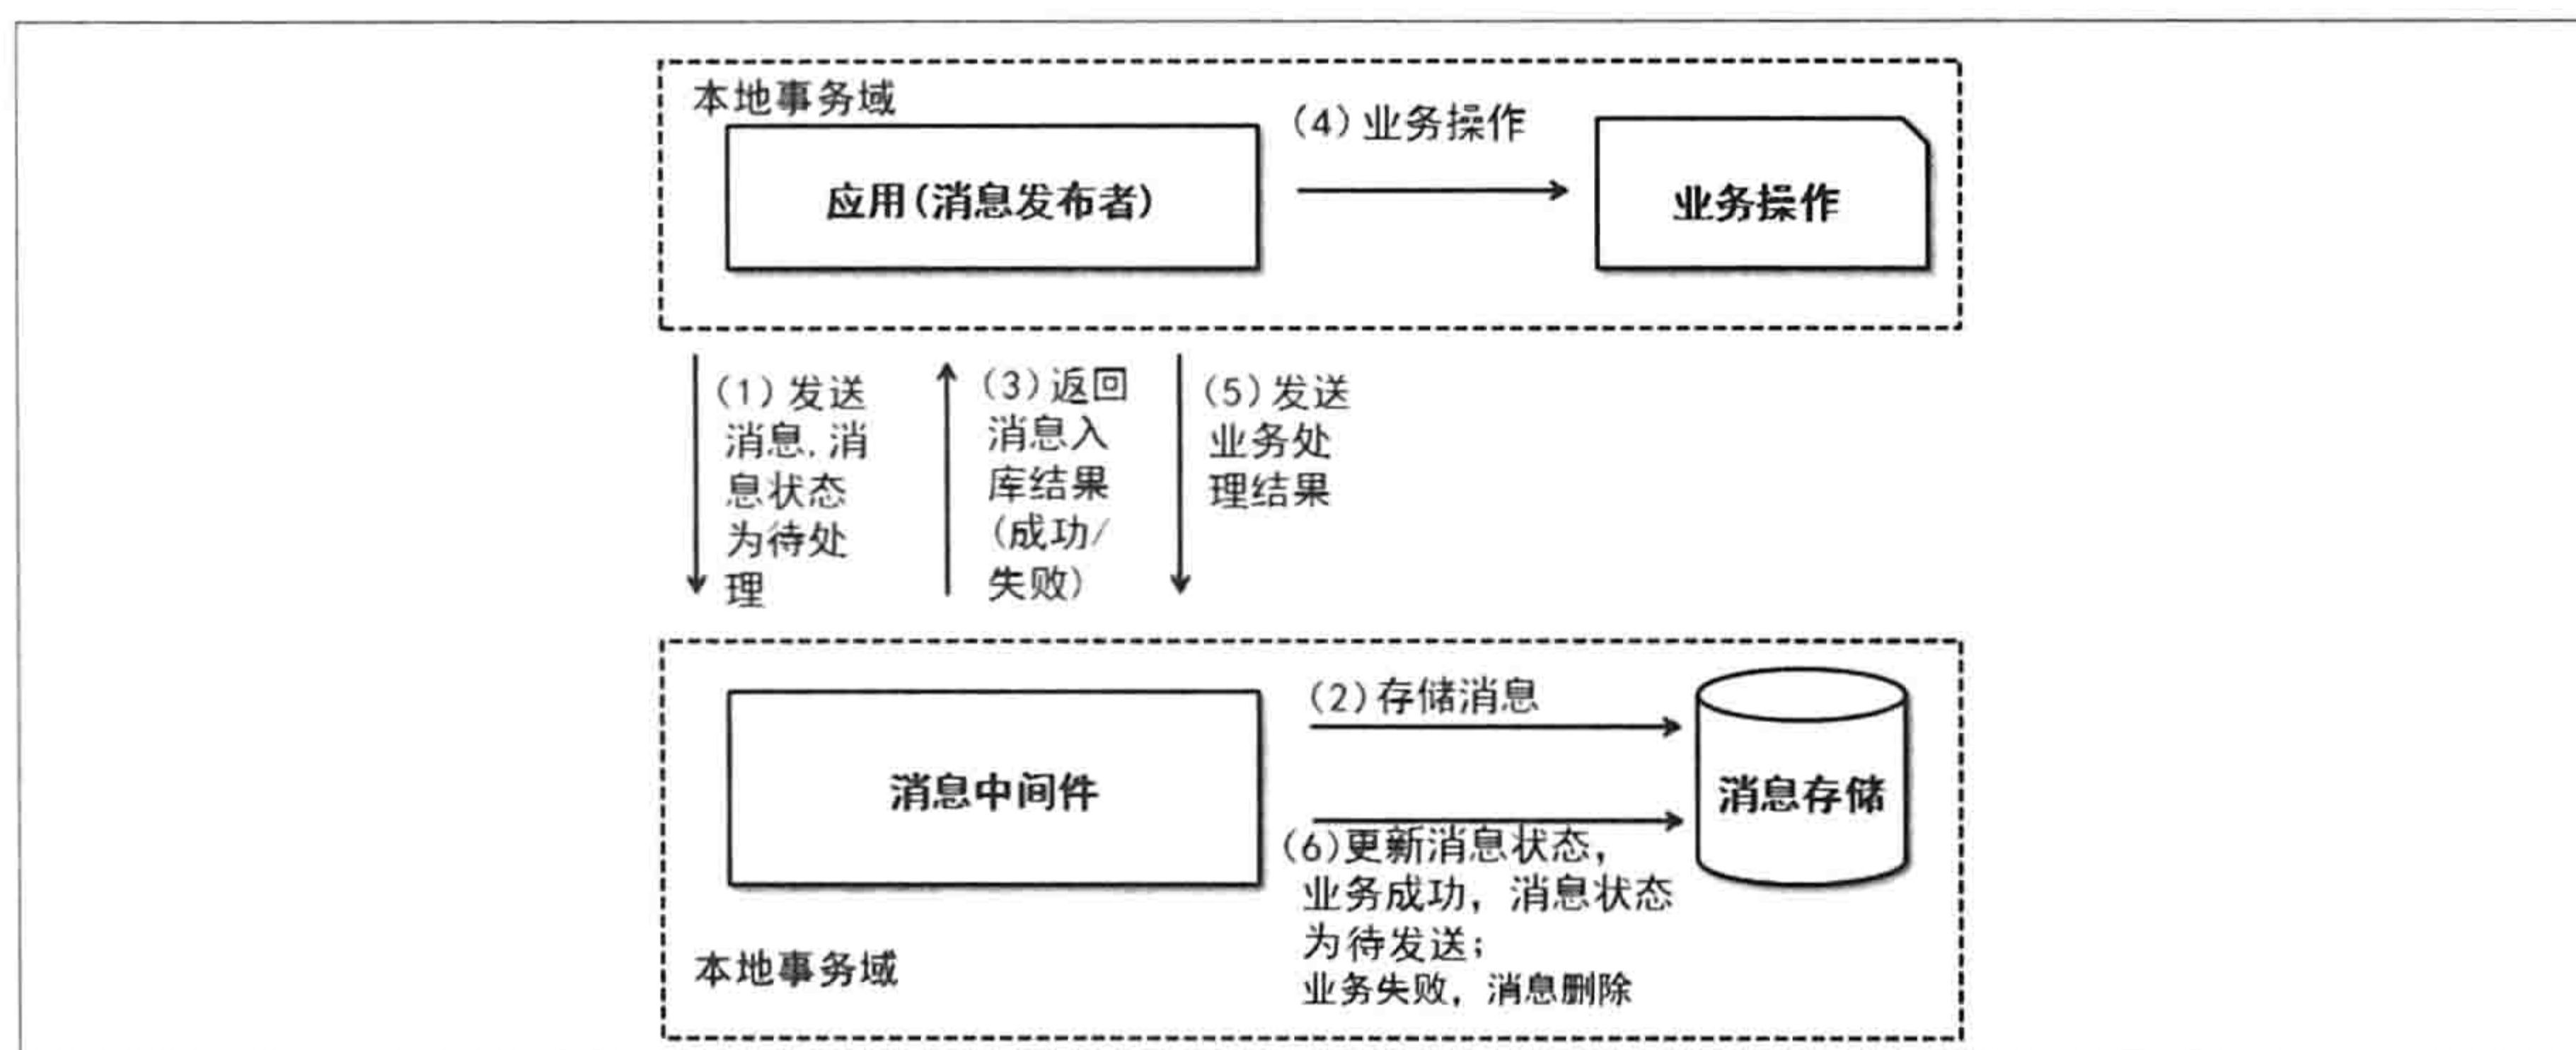 本地事务域
应用(消息发布者)
(4)业务操作
业务操作
(1)发送
消息,消
息状态
为待处
理
(3)返回
消息入
库结果
(成功/
失败)
(5)发送
业务处
理结果
消息中间件
(2)存储消息
消息存储
(6)更新消息状态,
业务成功, 消息状态
为待发送;
业务失败, 消息删除
本地事务域